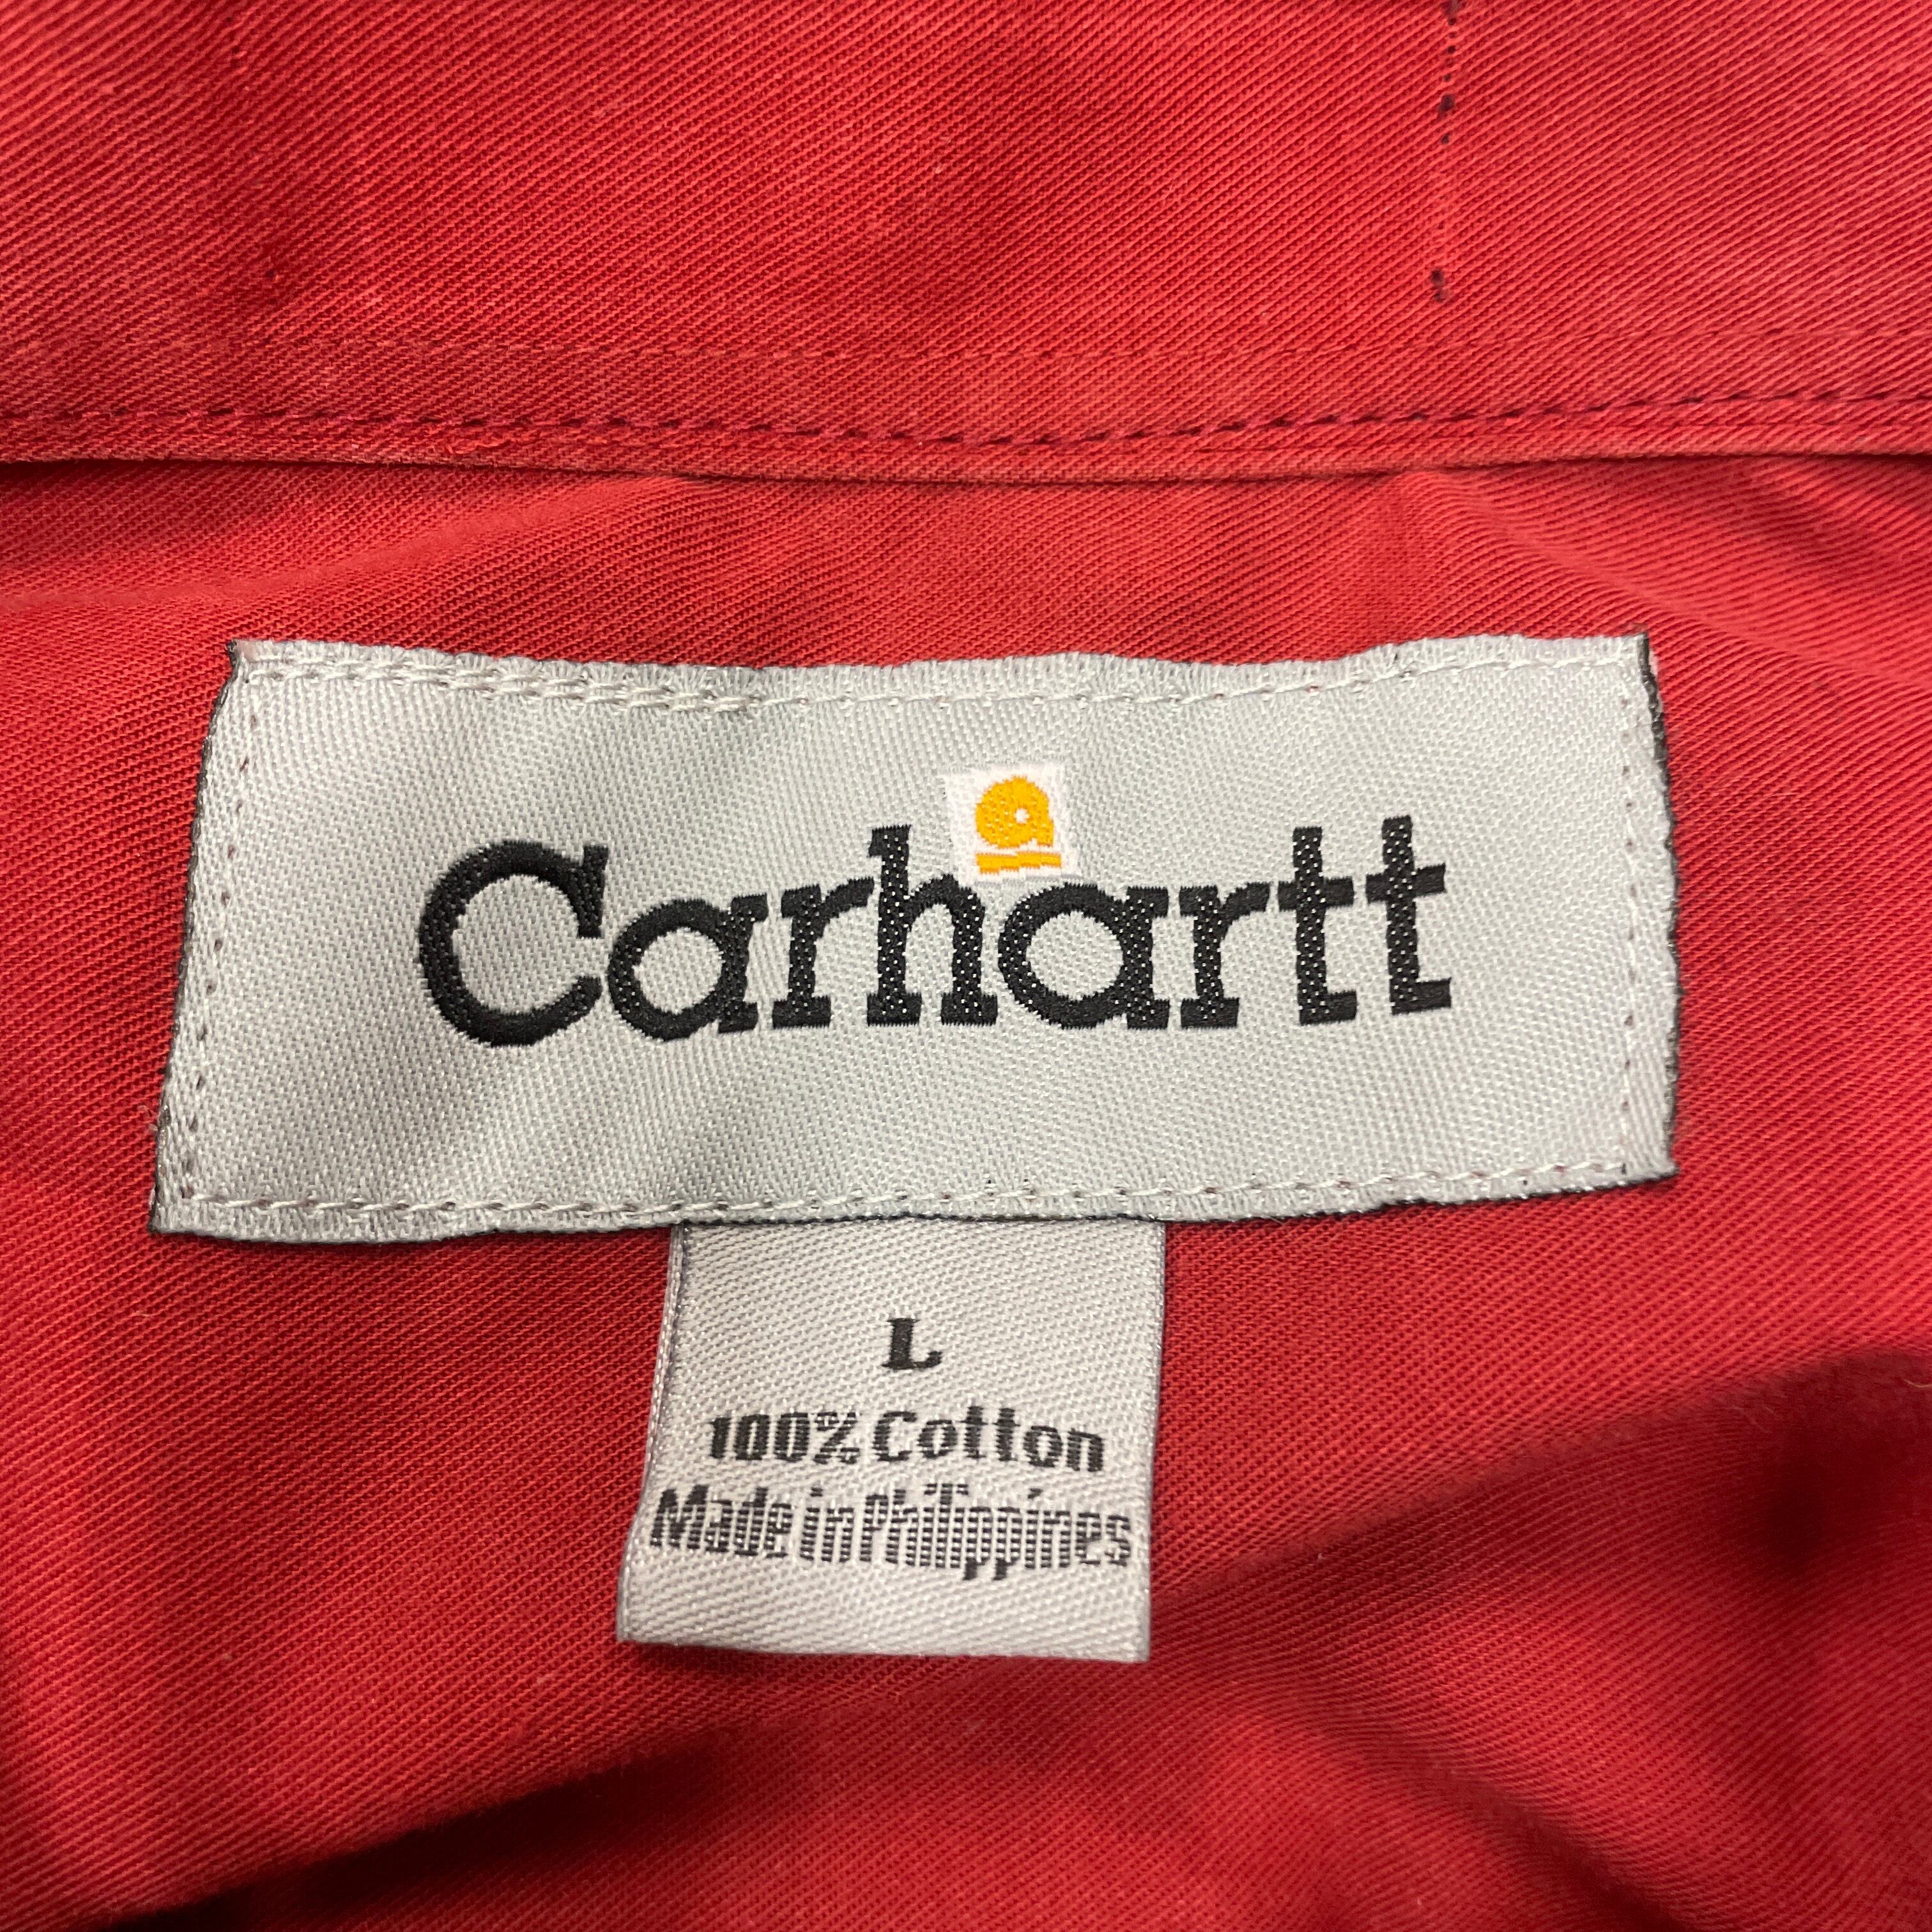 Carhartt
L
100% Cotton
Made in Philippines